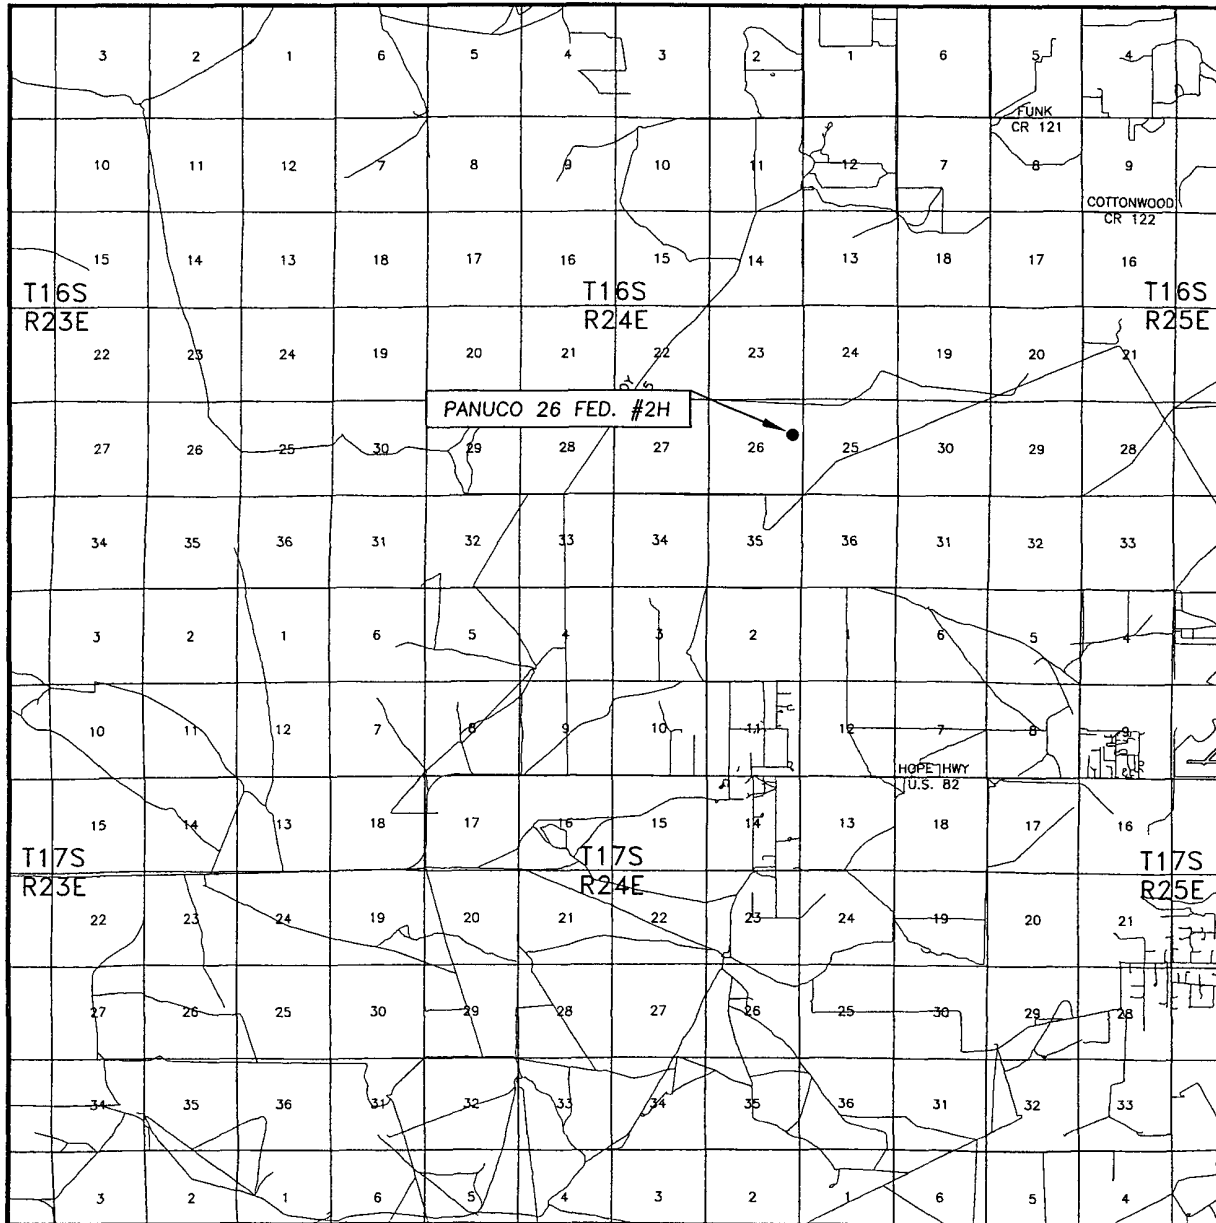 3 2 1 6 5 4 3 2 1 6 5 4
FUNK
CR 121
10 11 12 7 8 9 10 11 12 7 8 9
COTTONWOOD
CR 122
15 14 13 18 17 16 15 14 13 18 17 16
T16S T16S T16S
R23E R24E R25E
22 23 24 19 20 21 22 23 24 19 20 21
PANUCO 26 FED. #2H
27 26 25 30 29 28 27 26 25 30 29 28
34 35 36 31 32 33 34 35 36 31 32 33
3 2 1 6 5 4 3 2 1 6 5 4
10 11 12 7 8 9 10 11 12 7 8 9
HOPE HWY
U.S. 82
15 14 13 18 17 16 15 14 13 18 17 16
T17S T17S T17S
R23E R24E R25E
22 23 24 19 20 21 22 23 24 19 20 21
27 26 25 30 29 28 27 26 25 30 29 28
34 35 36 31 32 33 34 35 36 31 32 33
3 2 1 6 5 4 3 2 1 6 5 4